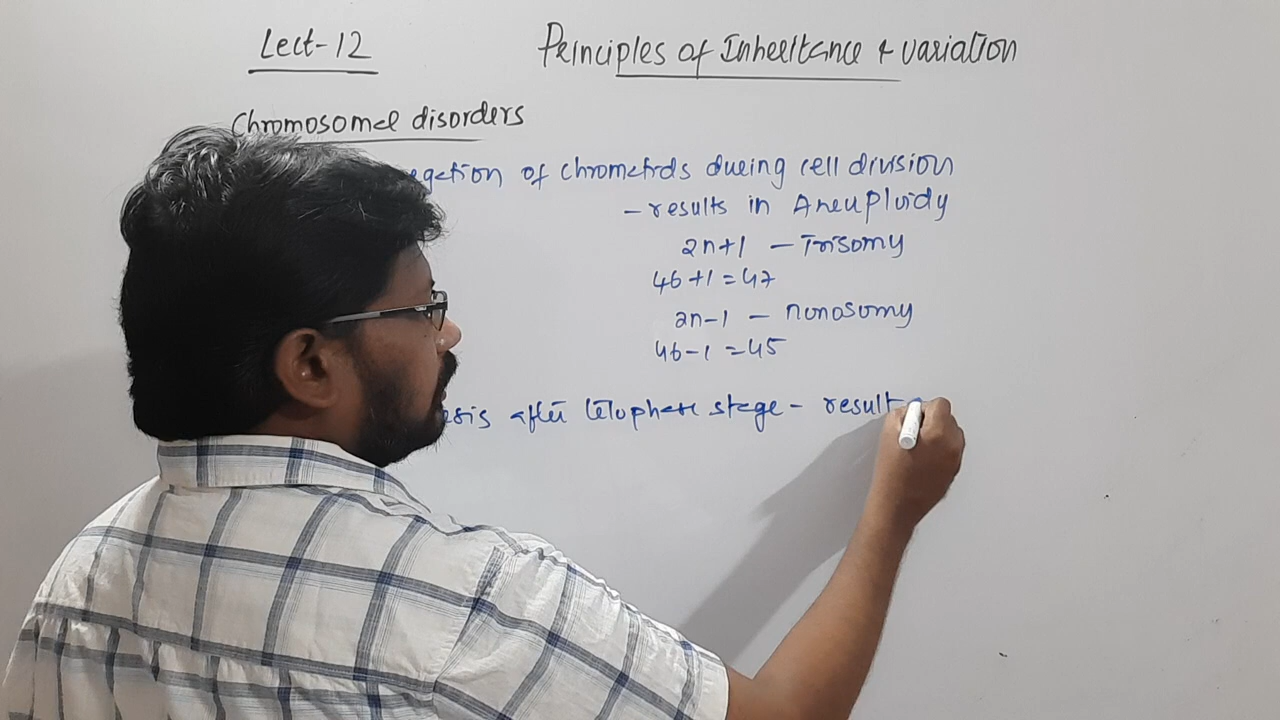 Lect-12
Principles of Inheritance & variation
Chromosomal disorders
egation of chromatids during cell division
- results in Aneuploidy
2n+1 - Trisomy
46+1=47
2n-1 - monosomy
46-1=45
esis after telophase stage - result